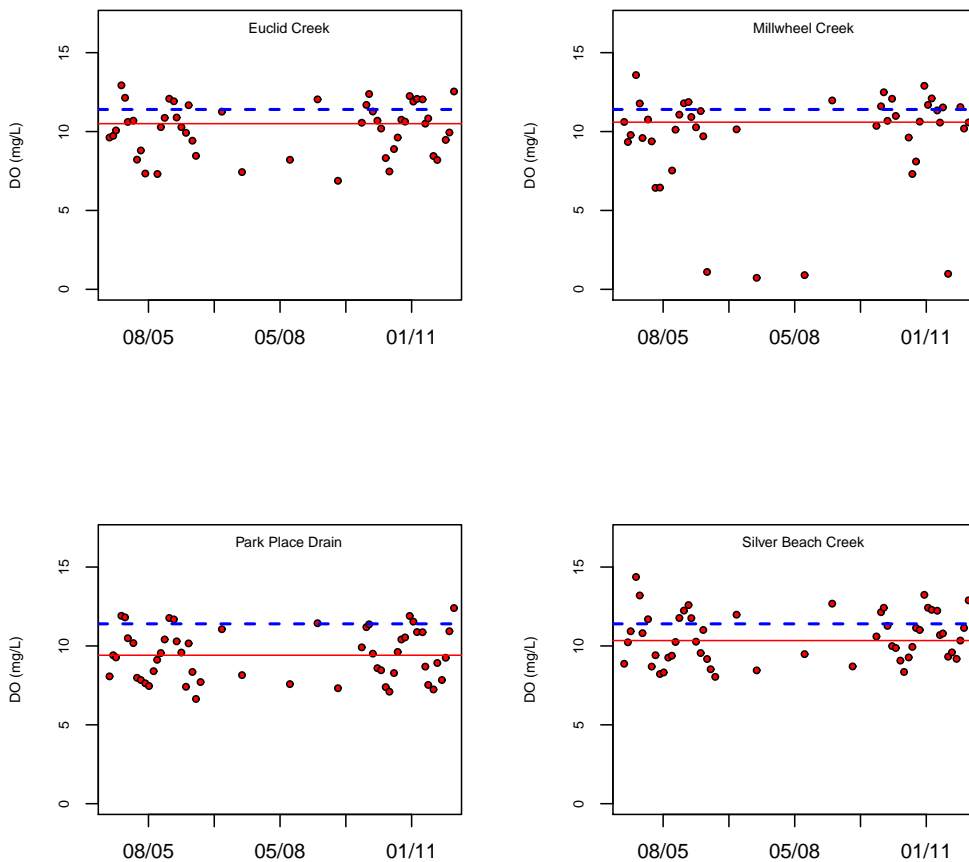 Euclid Creek
DO (mg/L)
15
10
5
0
08/05 05/08 01/11
Millwheel Creek
DO (mg/L)
15
10
5
0
08/05 05/08 01/11
Park Place Drain
DO (mg/L)
15
10
5
0
08/05 05/08 01/11
Silver Beach Creek
DO (mg/L)
15
10
5
0
08/05 05/08 01/11